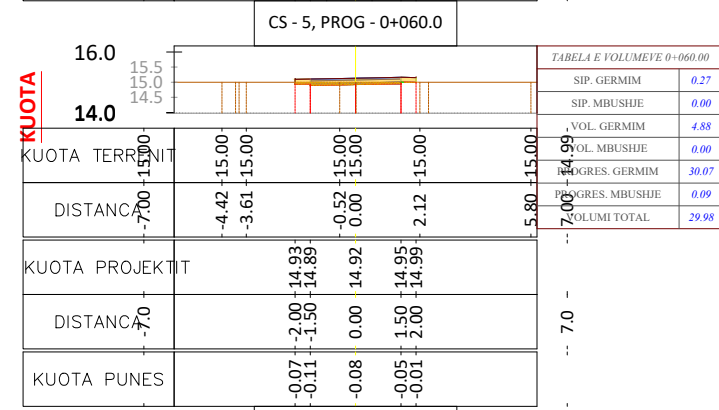 CS - 5, PROG - 0+060.0
KUOTA
16.0
15.5
15.0
14.5
14.0
TABELA E VOLUMEVE 0+060.00
SIP. GERMIM 0.27
SIP. MBUSHJE 0.00
VOL. GERMIM 4.88
VOL. MBUSHJE 0.00
PROGRES. GERMIM 30.07
PROGRES. MBUSHJE 0.09
VOLUMI TOTAL 29.98
KUOTA TERRENIT 15.00 15.00 15.00 15.00 15.00 15.00 15.00 14.99
DISTANCA -7.00 -4.42 -3.61 -0.52 0.00 2.12 5.80 7.00
KUOTA PROJEKTIT 14.93 14.89 14.92 14.95 14.99
DISTANCA -7.0 -2.00 -1.50 0.00 1.50 2.00 7.0
KUOTA PUNES -0.07 -0.11 -0.08 -0.05 -0.01